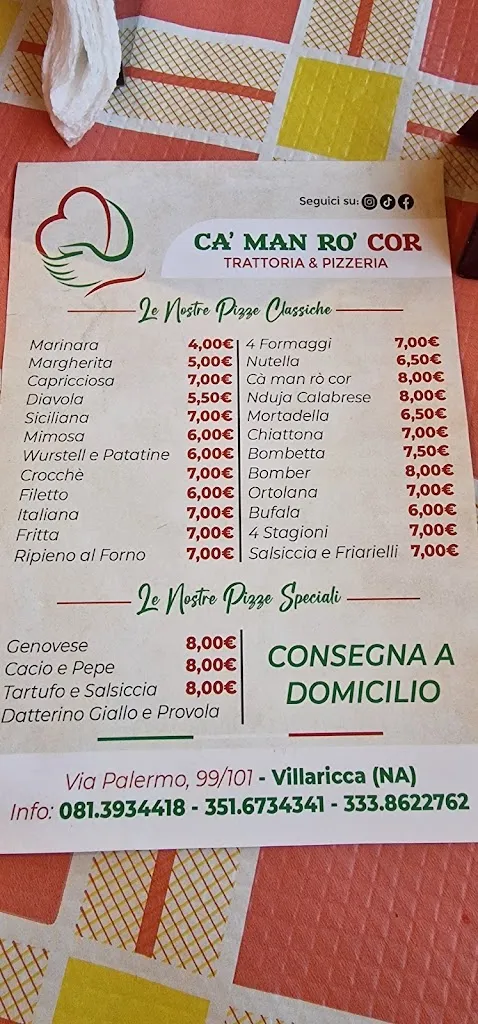 Seguici su:
CA' MAN RO' COR
TRATTORIA & PIZZERIA
Le Nostre Pizze Classiche
Marinara 4,00€
Margherita 5,00€
Capricciosa 7,00€
Diavola 5,50€
Siciliana 7,00€
Mimosa 6,00€
Wurstell e Patatine 6,00€
Crocchè 7,00€
Filetto 6,00€
Italiana 7,00€
Fritta 7,00€
Ripieno al Forno 7,00€
4 Formaggi 7,00€
Nutella 6,50€
Cà man rò cor 8,00€
Nduja Calabrese 8,00€
Mortadella 6,50€
Chiattona 7,00€
Bombetta 7,50€
Bomber 8,00€
Ortolana 7,00€
Bufala 6,00€
4 Stagioni 7,00€
Salsiccia e Friarielli 7,00€
Le Nostre Pizze Speciali
Genovese 8,00€
Cacio e Pepe 8,00€
Tartufo e Salsiccia 8,00€
Datterino Giallo e Provola
CONSEGNA A
DOMICILIO
Via Palermo, 99/101 - Villaricca (NA)
Info: 081.3934418 - 351.6734341 - 333.8622762